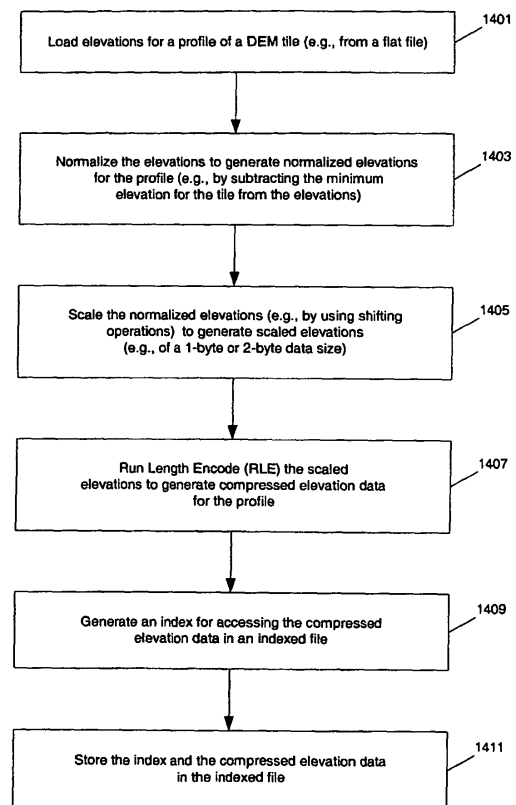 Load elevations for a profile of a DEM tile (e.g., from a flat file)
1401
Normalize the elevations to generate normalized elevations
for the profile (e.g., by subtracting the minimum
elevation for the tile from the elevations)
1403
Scale the normalized elevations (e.g., by using shifting
operations) to generate scaled elevations
(e.g., of a 1-byte or 2-byte data size)
1405
Run Length Encode (RLE) the scaled
elevations to generate compressed elevation data
for the profile
1407
Generate an index for accessing the compressed
elevation data in an indexed file
1409
Store the index and the compressed elevation data
in the indexed file
1411